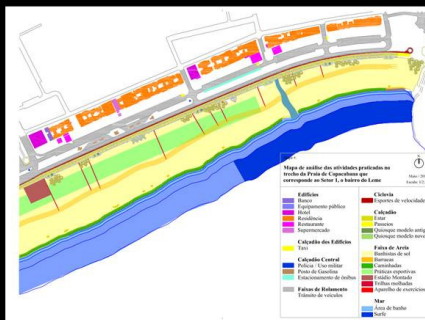 Mapa de análise das atividades praticadas no
trecho da Praia de Copacabana que
corresponde ao Setor 1, o bairro do Leme
Edifícios
Banco
Equipamento público
Hotel
Residência
Restaurante
Supermercado
Calçadão dos Edifícios
Taxi
Calçadão Central
Polícia / Uso militar
Posto de Gasolina
Estacionamento de ônibus
Faixas de Rolamento
Trânsito de veículos
Ciclovia
Esportes de velocidade
Calçadão
Estar
Passeios
Quiosque modelo antigo
Quiosque modelo novo
Faixa de Areia
Banhistas de sol
Barracas
Caminhadas
Práticas esportivas
Estádio Montado
Trilhas molhadas
Aparelho de exercícios
Mar
Área de banho
Surfe